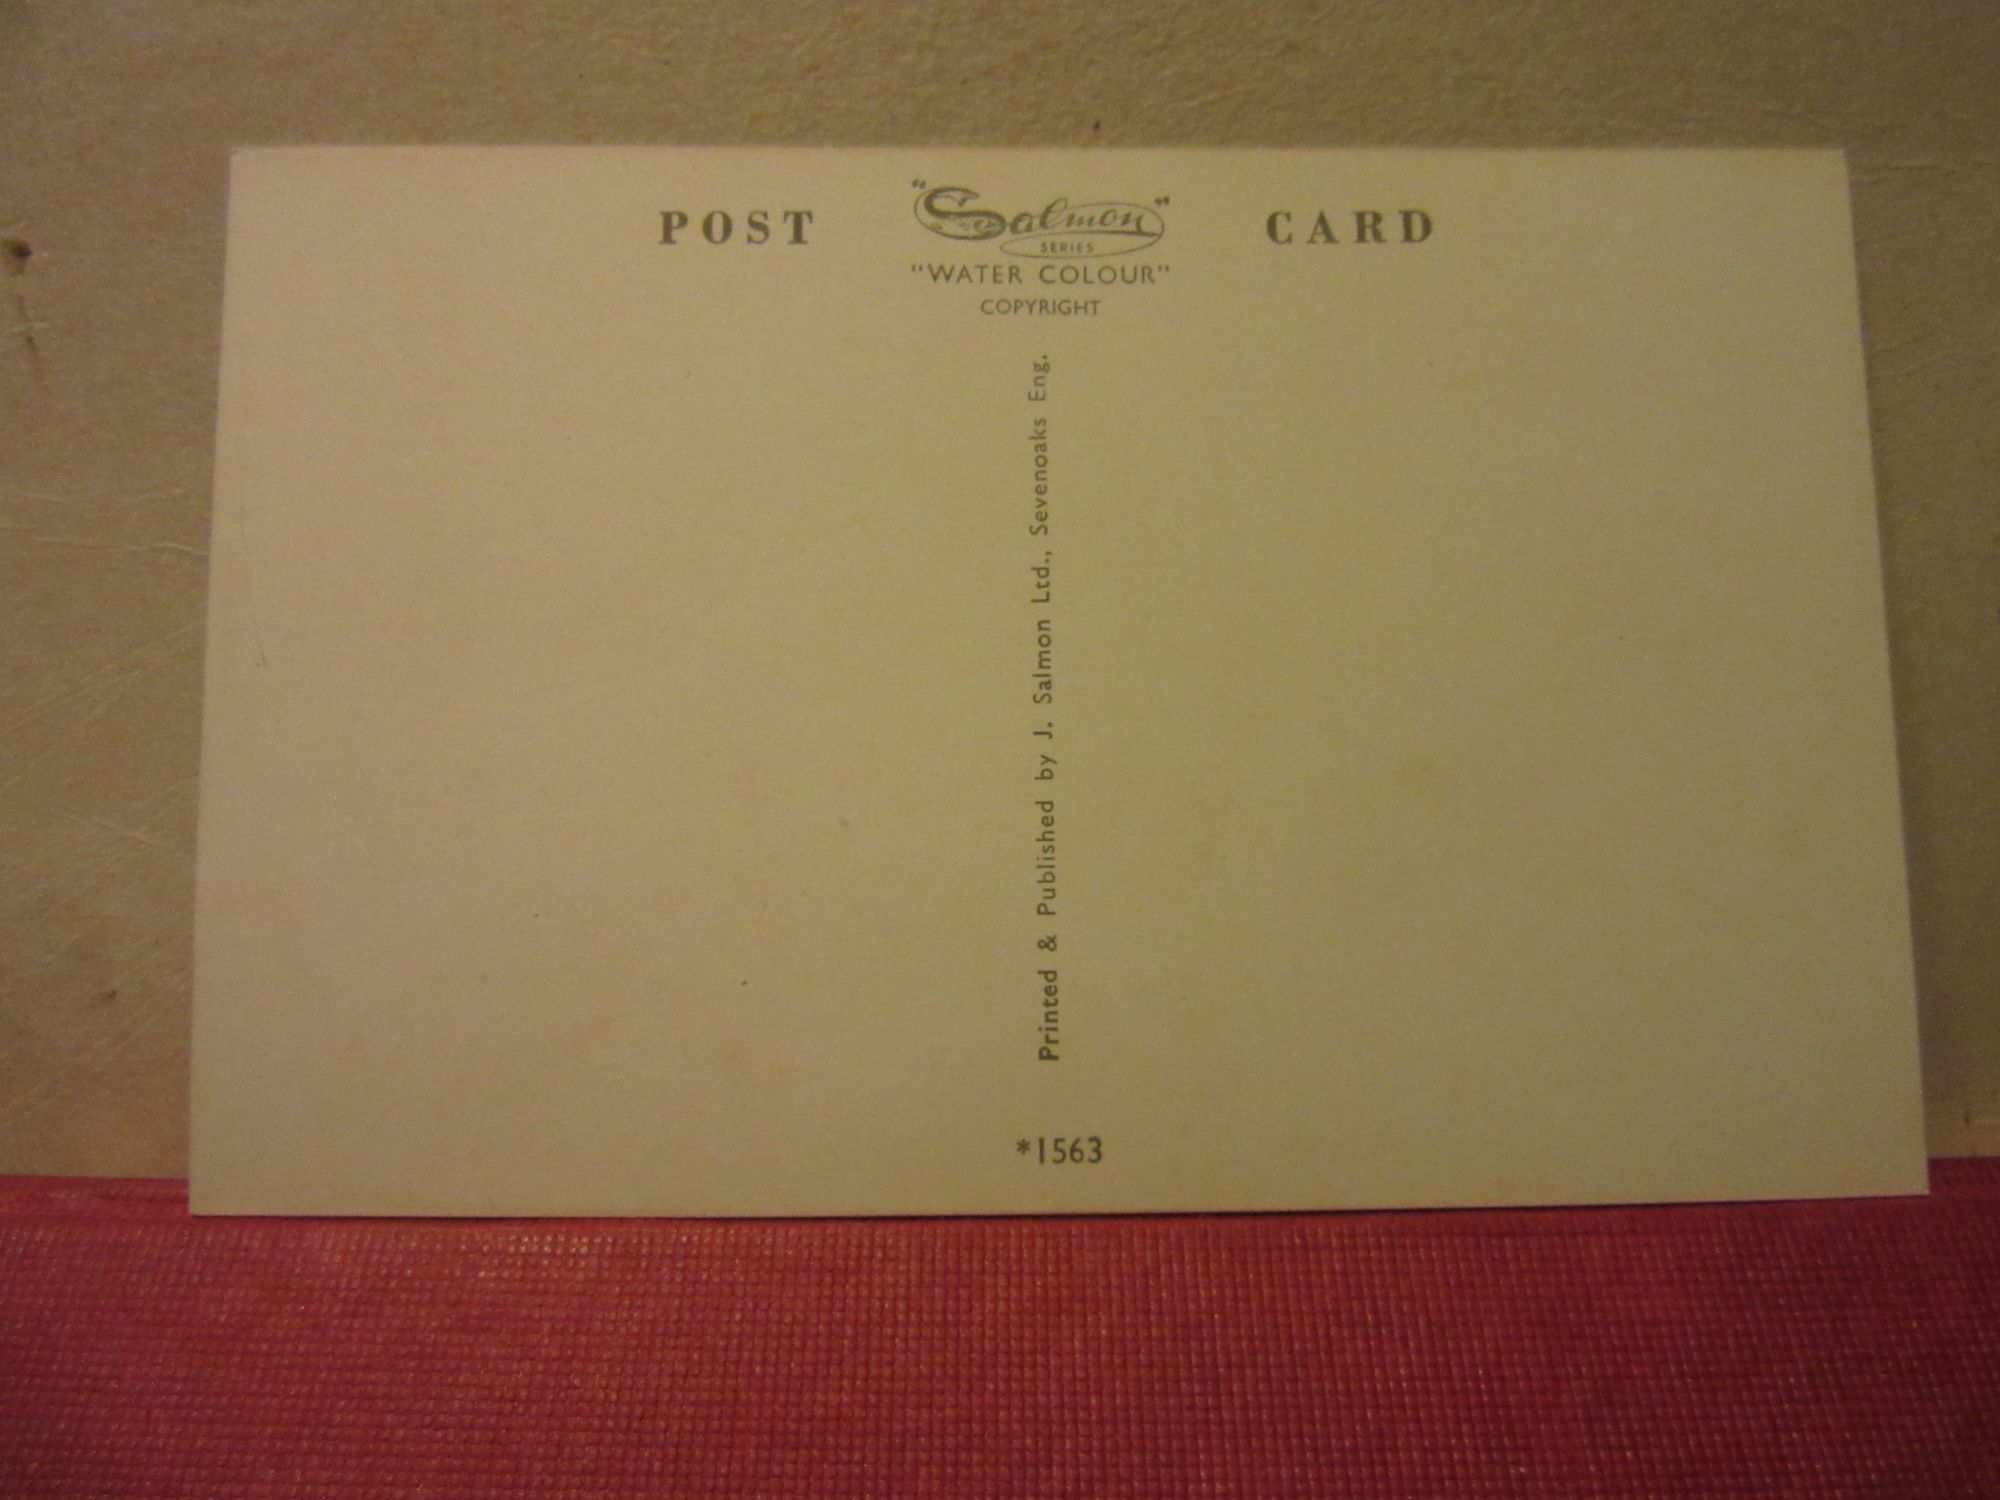 POST "Salmon" CARD
SERIES
"WATER COLOUR"
COPYRIGHT
Printed & Published by J. Salmon Ltd., Sevenoaks Eng.
*1563